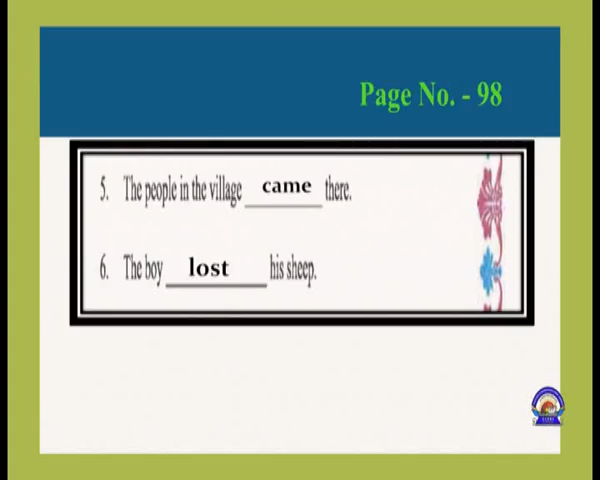 Page No. - 98
5. The people in the village came there.
6. The boy lost his sheep.